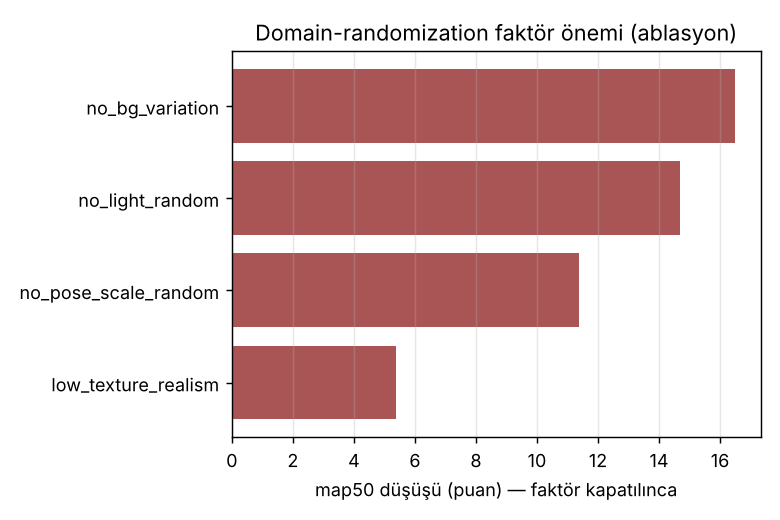 Domain-randomization faktör önemi (ablasyon)
no_bg_variation
no_light_random
no_pose_scale_random
low_texture_realism
0 2 4 6 8 10 12 14 16
map50 düşüşü (puan) — faktör kapatılınca